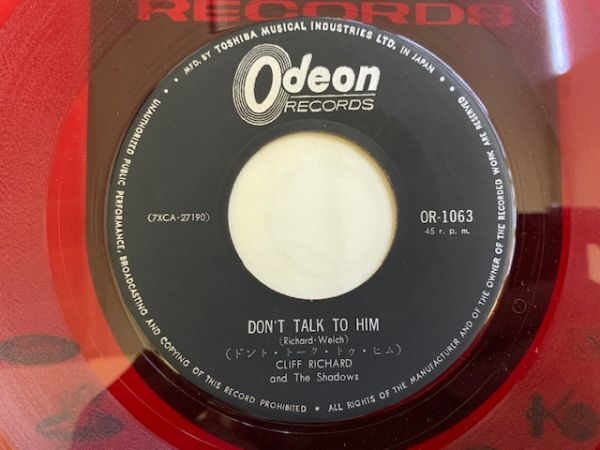 RECORDS
MFD. BY TOSHIBA MUSICAL INDUSTRIES LTD. IN JAPAN
Odeon
RECORDS
(7XCA-27190)
OR-1063
45 r. p. m.
DON'T TALK TO HIM
(Richard-Welch)
(ドント・トーク・トゥ・ヒム)
CLIFF RICHARD
and The Shadows
UNAUTHORIZED PUBLIC PERFORMANCE, BROADCASTING AND COPYING OF THIS RECORD PROHIBITED • ALL RIGHTS OF THE MANUFACTURER AND OF THE OWNER OF THE RECORDED WORK ARE RESERVED